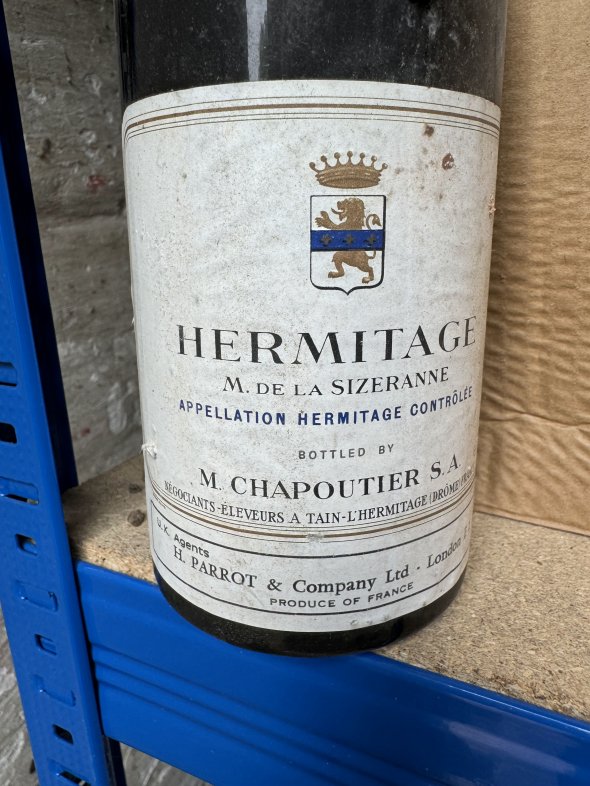 HERMITAGE
M. DE LA SIZERANNE
APPELLATION HERMITAGE CONTRÔLÉE
BOTTLED BY
M. CHAPOUTIER S.A.
NÉGOCIANTS-ÉLEVEURS A TAIN-L'HERMITAGE (DRÔME)
U.K. Agents
H. PARROT & Company Ltd · London
PRODUCE OF FRANCE